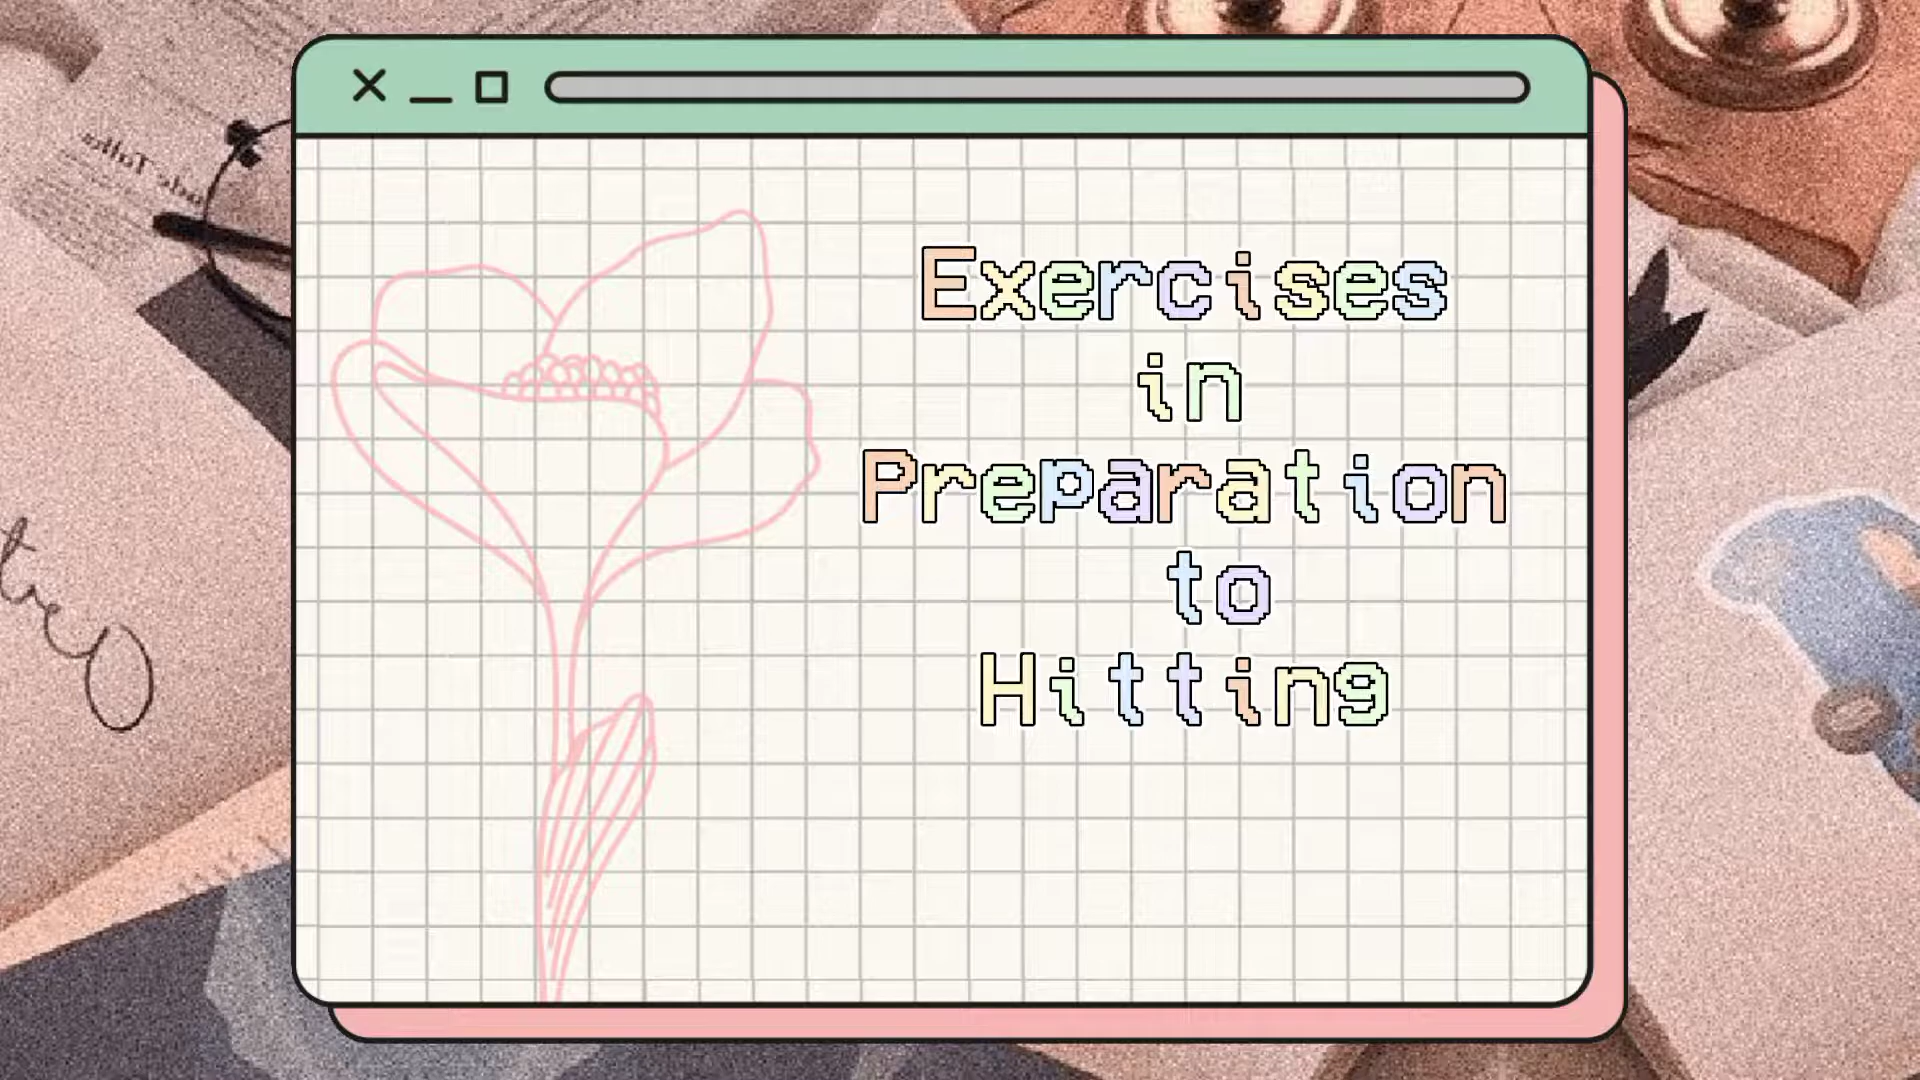 Exercises
in
Preparation
to
Hitting